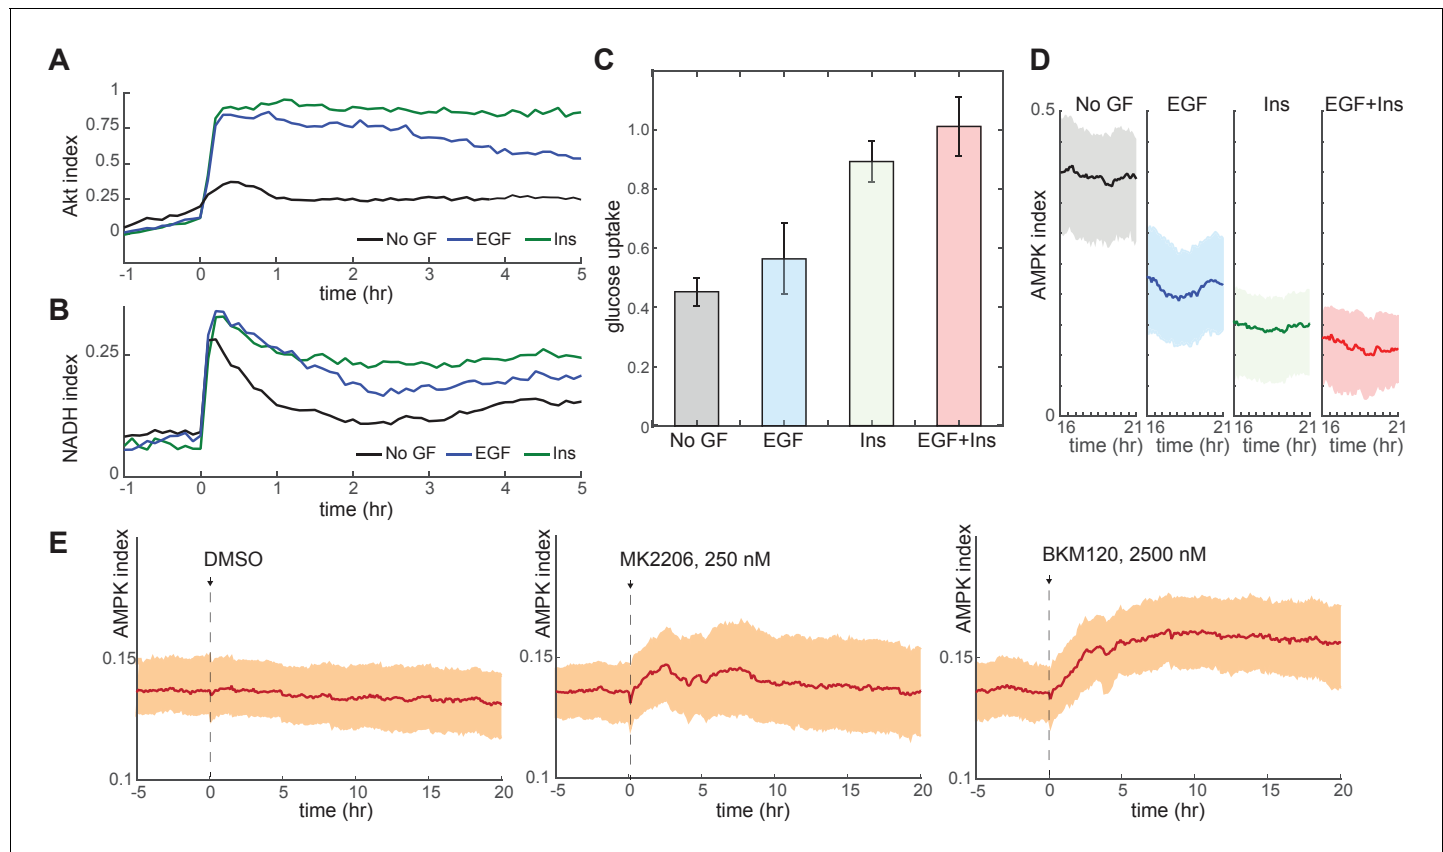 A
Akt index
1
0.75
0.5
0.25
0
No GF
EGF
Ins
-1
0
1
2
3
4
5
time (hr)
B
NADH index
0.25
0
No GF
EGF
Ins
-1
0
1
2
3
4
5
time (hr)
C
glucose uptake
1.0
0.8
0.6
0.4
0.2
0
No GF
EGF
Ins
EGF+Ins
D
No GF
EGF
Ins
EGF+Ins
AMPK index
0.5
0
16
21
16
21
16
21
16
21
time (hr)
time (hr)
time (hr)
time (hr)
E
AMPK index
DMSO
0.15
0.1
-5
0
5
10
15
20
time (hr)
AMPK index
MK2206, 250 nM
0.15
0.1
-5
0
5
10
15
20
time (hr)
AMPK index
BKM120, 2500 nM
0.15
0.1
-5
0
5
10
15
20
time (hr)